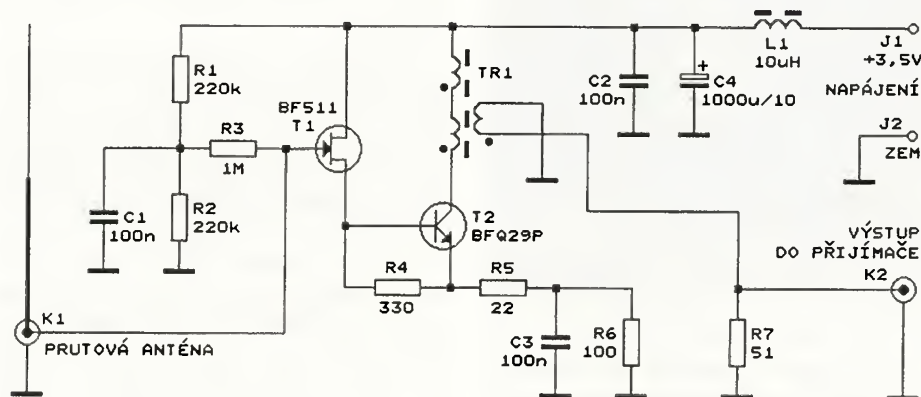 R1
220k
BF511
T1
R3
1M
R2
220k
C1
100n
TR1
T2
BFQ29P
R4
330
R5
22
C3
100n
R6
100
C2
100n
+
C4
1000u/10
L1
10uH
J1
+3,5V
NAPÁJENÍ
J2
ZEM
VÝSTUP
DO PŘIJÍMAČE
K2
R7
51
K1
PRUTOVÁ ANTÉNA